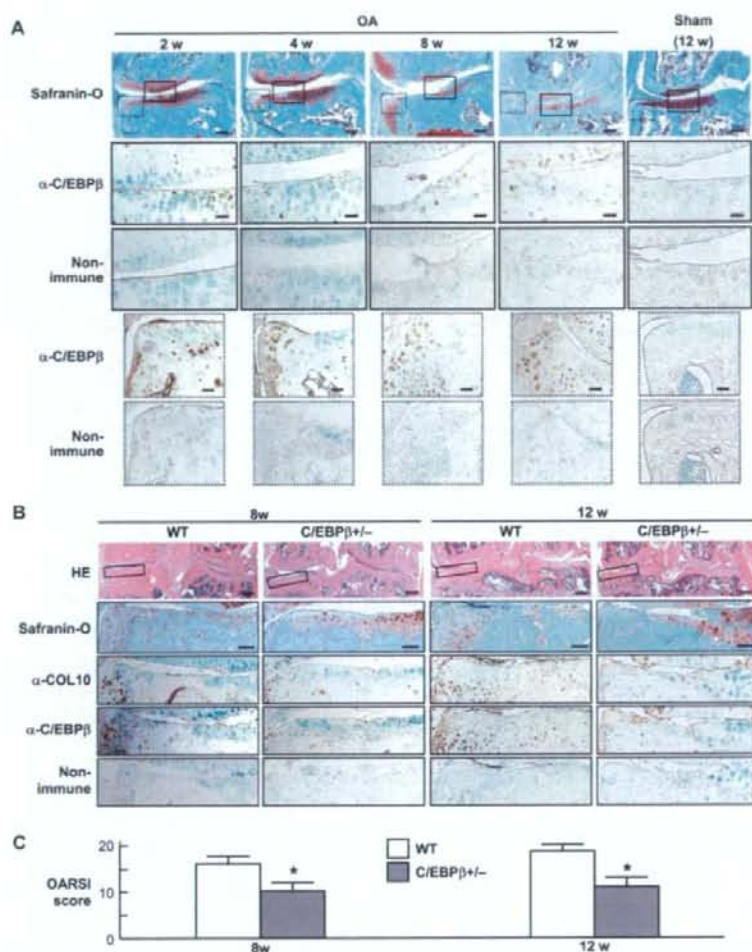 A
OA
Sham
2 w 4 w 8 w 12 w (12 w)
Safranin-O
α-C/EBPβ
Non-
immune
α-C/EBPβ
Non-
immune
B
8w 12 w
WT C/EBPβ+/− WT C/EBPβ+/−
HE
Safranin-O
α-COL10
α-C/EBPβ
Non-
immune
C
20
10
0
OARSI
score
WT
C/EBPβ+/−
* *
8w 12 w